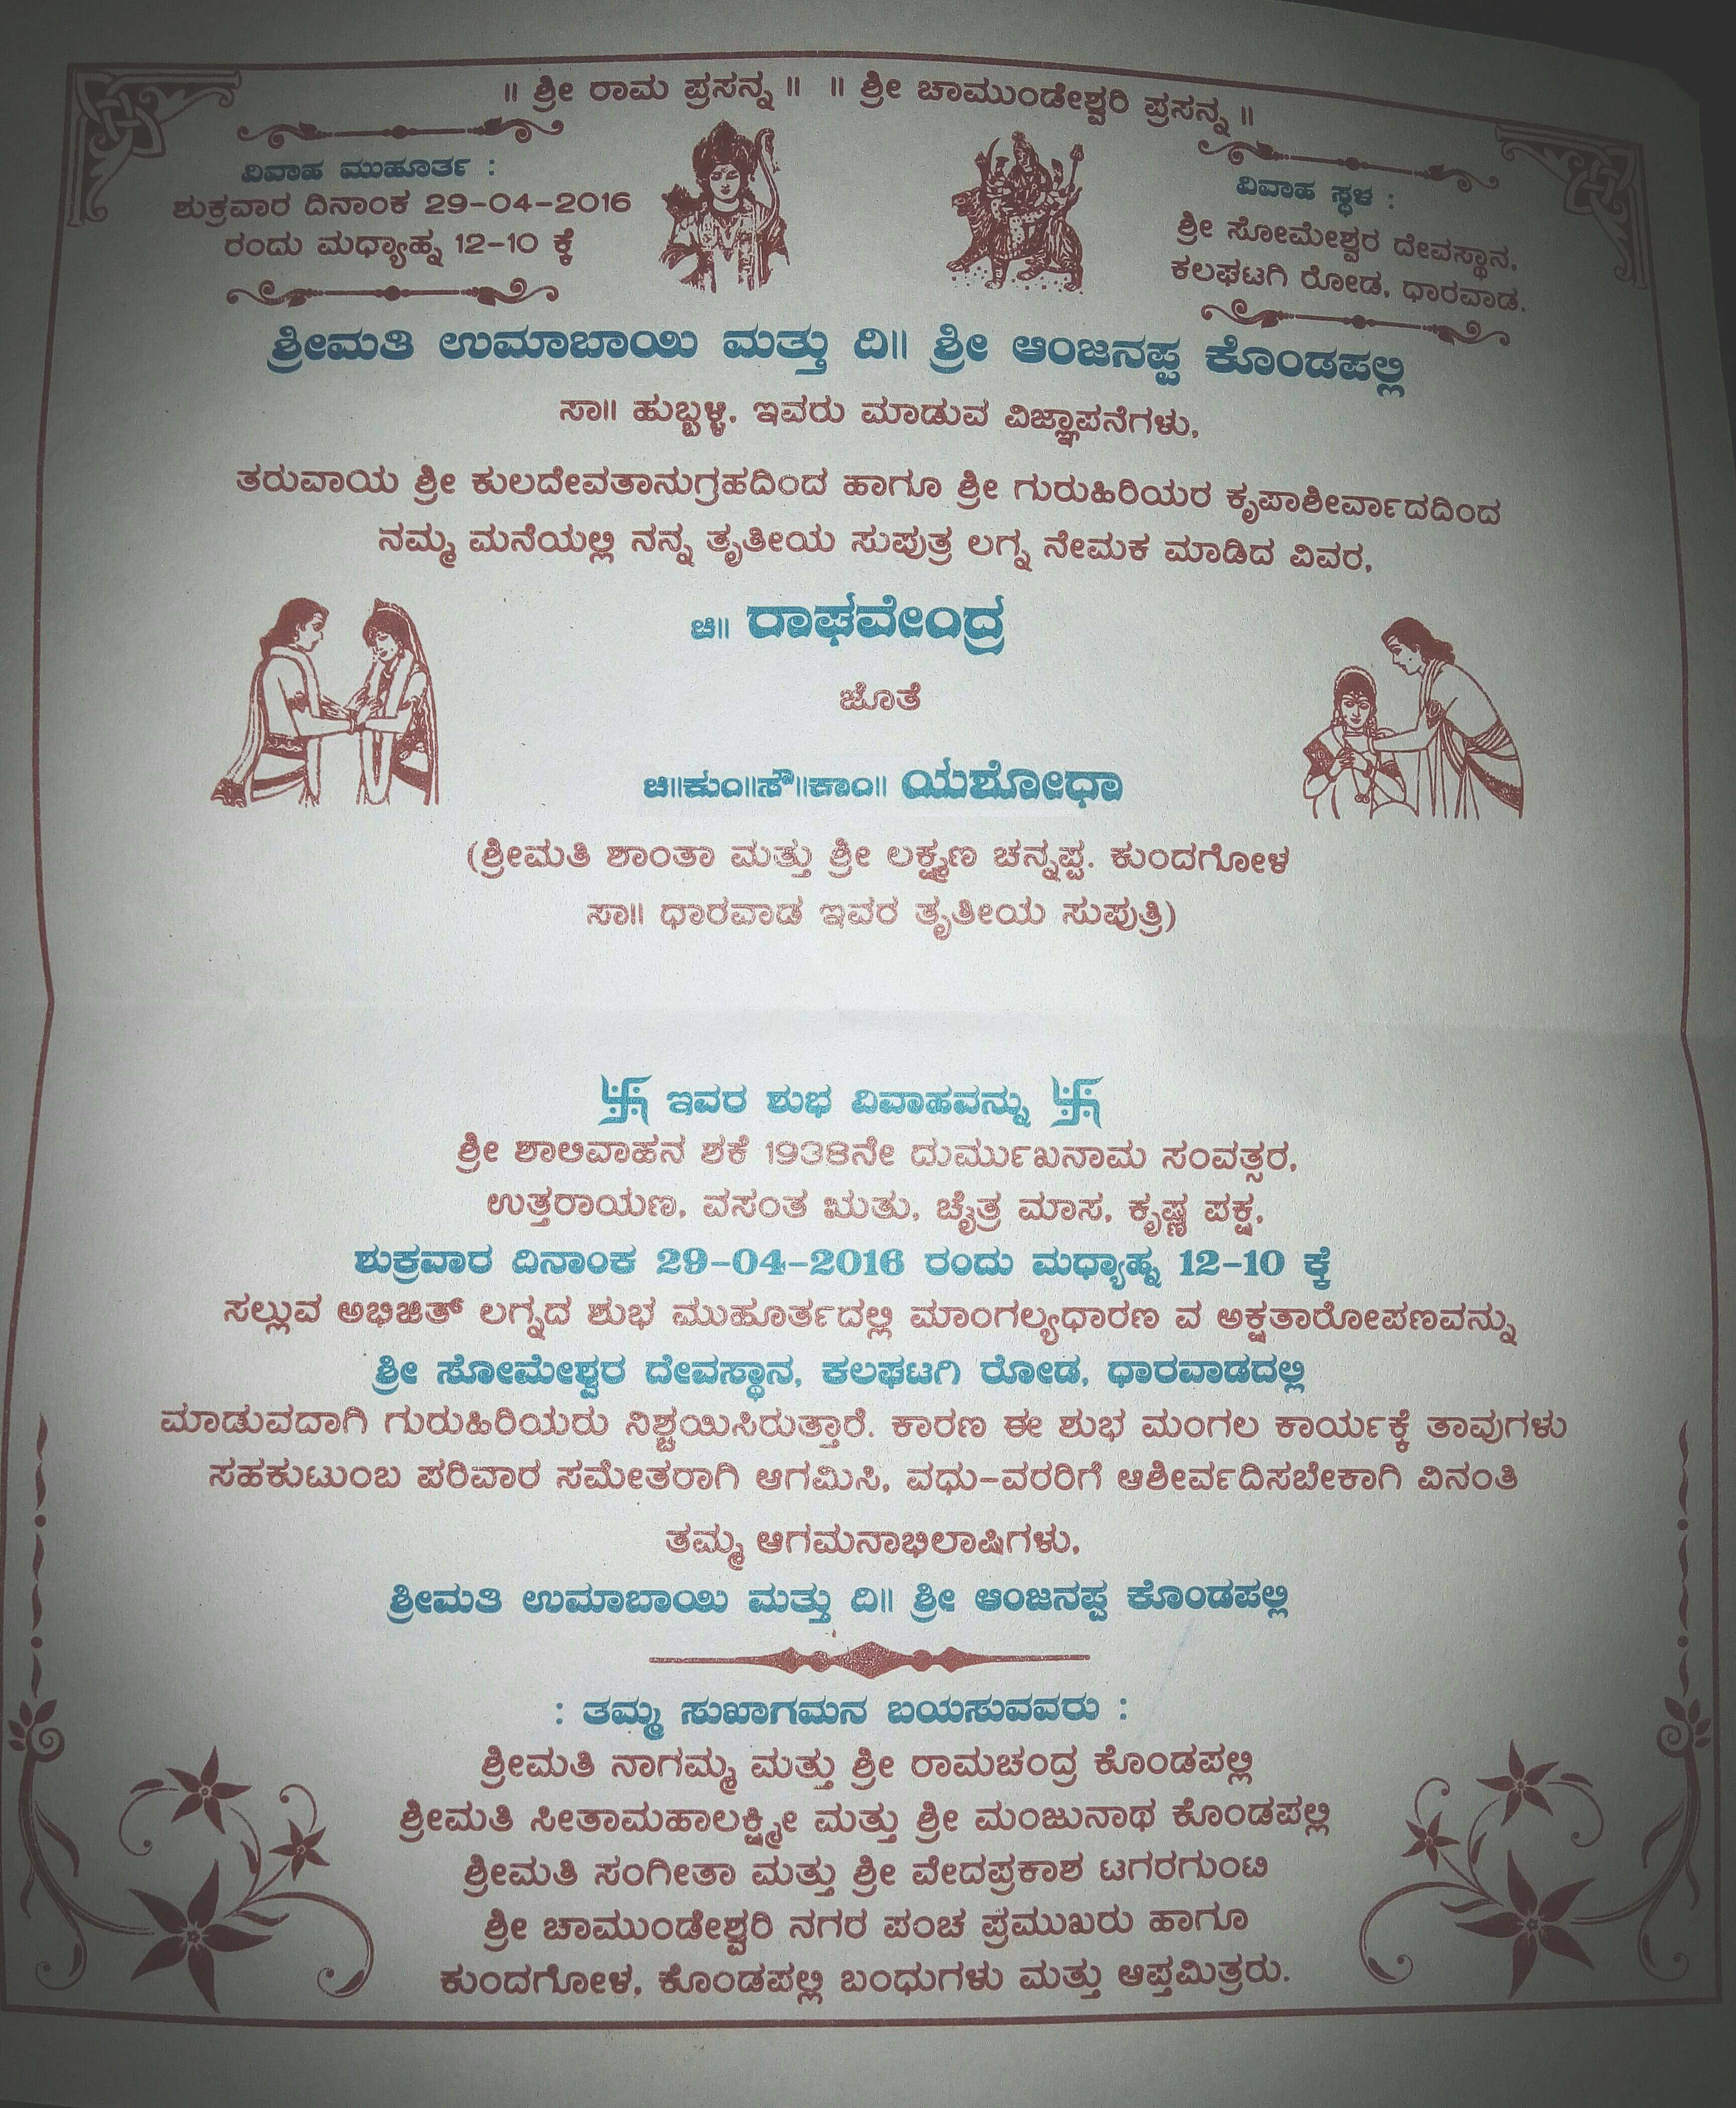 ॥ ಶ್ರೀ ರಾಮ ಪ್ರಸನ್ನ ॥ ॥ ಶ್ರೀ ಚಾಮುಂಡೇಶ್ವರಿ ಪ್ರಸನ್ನ ॥
ವಿವಾಹ ಮುಹೂರ್ತ :
ಶುಕ್ರವಾರ ದಿನಾಂಕ 29-04-2016
ರಂದು ಮಧ್ಯಾಹ್ನ 12-10 ಕ್ಕೆ
ವಿವಾಹ ಸ್ಥಳ :
ಶ್ರೀ ಸೋಮೇಶ್ವರ ದೇವಸ್ಥಾನ,
ಕಲಘಟಗಿ ರೋಡ, ಧಾರವಾಡ.
ಶ್ರೀಮತಿ ಉಮಾಬಾಯಿ ಮತ್ತು ದಿ॥ ಶ್ರೀ ಆಂಜನಪ್ಪ ಕೊಂಡಪಲ್ಲಿ
ಸಾ॥ ಹುಬ್ಬಳ್ಳಿ, ಇವರು ಮಾಡುವ ವಿಜ್ಞಾಪನೆಗಳು,
ತರುವಾಯ ಶ್ರೀ ಕುಲದೇವತಾನುಗ್ರಹದಿಂದ ಹಾಗೂ ಶ್ರೀ ಗುರುಹಿರಿಯರ ಕೃಪಾಶೀರ್ವಾದದಿಂದ
ನಮ್ಮ ಮನೆಯಲ್ಲಿ ನನ್ನ ತೃತೀಯ ಸುಪುತ್ರ ಲಗ್ನ ನೇಮಕ ಮಾಡಿದ ವಿವರ,
ಚಿ॥ ರಾಘವೇಂದ್ರ
ಜೊತೆ
ಚಿ॥ಕುಂ॥ಸೌ॥ಕಾಂ॥ ಯಶೋಧಾ
(ಶ್ರೀಮತಿ ಶಾಂತಾ ಮತ್ತು ಶ್ರೀ ಲಕ್ಷ್ಮಣ ಚನ್ನಪ್ಪ. ಕುಂದಗೋಳ
ಸಾ॥ ಧಾರವಾಡ ಇವರ ತೃತೀಯ ಸುಪುತ್ರಿ)
卐 ಇವರ ಶುಭ ವಿವಾಹವನ್ನು 卐
ಶ್ರೀ ಶಾಲಿವಾಹನ ಶಕೆ 1938ನೇ ದುರ್ಮುಖನಾಮ ಸಂವತ್ಸರ,
ಉತ್ತರಾಯಣ, ವಸಂತ ಋತು, ಚೈತ್ರ ಮಾಸ, ಕೃಷ್ಣ ಪಕ್ಷ,
ಶುಕ್ರವಾರ ದಿನಾಂಕ 29-04-2016 ರಂದು ಮಧ್ಯಾಹ್ನ 12-10 ಕ್ಕೆ
ಸಲ್ಲುವ ಅಭಿಜಿತ್ ಲಗ್ನದ ಶುಭ ಮುಹೂರ್ತದಲ್ಲಿ ಮಾಂಗಲ್ಯಧಾರಣ ವ ಅಕ್ಷತಾರೋಪಣವನ್ನು
ಶ್ರೀ ಸೋಮೇಶ್ವರ ದೇವಸ್ಥಾನ, ಕಲಘಟಗಿ ರೋಡ, ಧಾರವಾಡದಲ್ಲಿ
ಮಾಡುವದಾಗಿ ಗುರುಹಿರಿಯರು ನಿಶ್ಚಯಿಸಿರುತ್ತಾರೆ. ಕಾರಣ ಈ ಶುಭ ಮಂಗಲ ಕಾರ್ಯಕ್ಕೆ ತಾವುಗಳು
ಸಹಕುಟುಂಬ ಪರಿವಾರ ಸಮೇತರಾಗಿ ಆಗಮಿಸಿ, ವಧು-ವರರಿಗೆ ಆಶೀರ್ವದಿಸಬೇಕಾಗಿ ವಿನಂತಿ
ತಮ್ಮ ಆಗಮನಾಭಿಲಾಷಿಗಳು,
ಶ್ರೀಮತಿ ಉಮಾಬಾಯಿ ಮತ್ತು ದಿ॥ ಶ್ರೀ ಆಂಜನಪ್ಪ ಕೊಂಡಪಲ್ಲಿ
: ತಮ್ಮ ಸುಖಾಗಮನ ಬಯಸುವವರು :
ಶ್ರೀಮತಿ ನಾಗಮ್ಮ ಮತ್ತು ಶ್ರೀ ರಾಮಚಂದ್ರ ಕೊಂಡಪಲ್ಲಿ
ಶ್ರೀಮತಿ ಸೀತಾಮಹಾಲಕ್ಷ್ಮೀ ಮತ್ತು ಶ್ರೀ ಮಂಜುನಾಥ ಕೊಂಡಪಲ್ಲಿ
ಶ್ರೀಮತಿ ಸಂಗೀತಾ ಮತ್ತು ಶ್ರೀ ವೇದಪ್ರಕಾಶ ಟಗರಗುಂಟಿ
ಶ್ರೀ ಚಾಮುಂಡೇಶ್ವರಿ ನಗರ ಪಂಚ ಪ್ರಮುಖರು ಹಾಗೂ
ಕುಂದಗೋಳ, ಕೊಂಡಪಲ್ಲಿ ಬಂಧುಗಳು ಮತ್ತು ಆಪ್ತಮಿತ್ರರು.